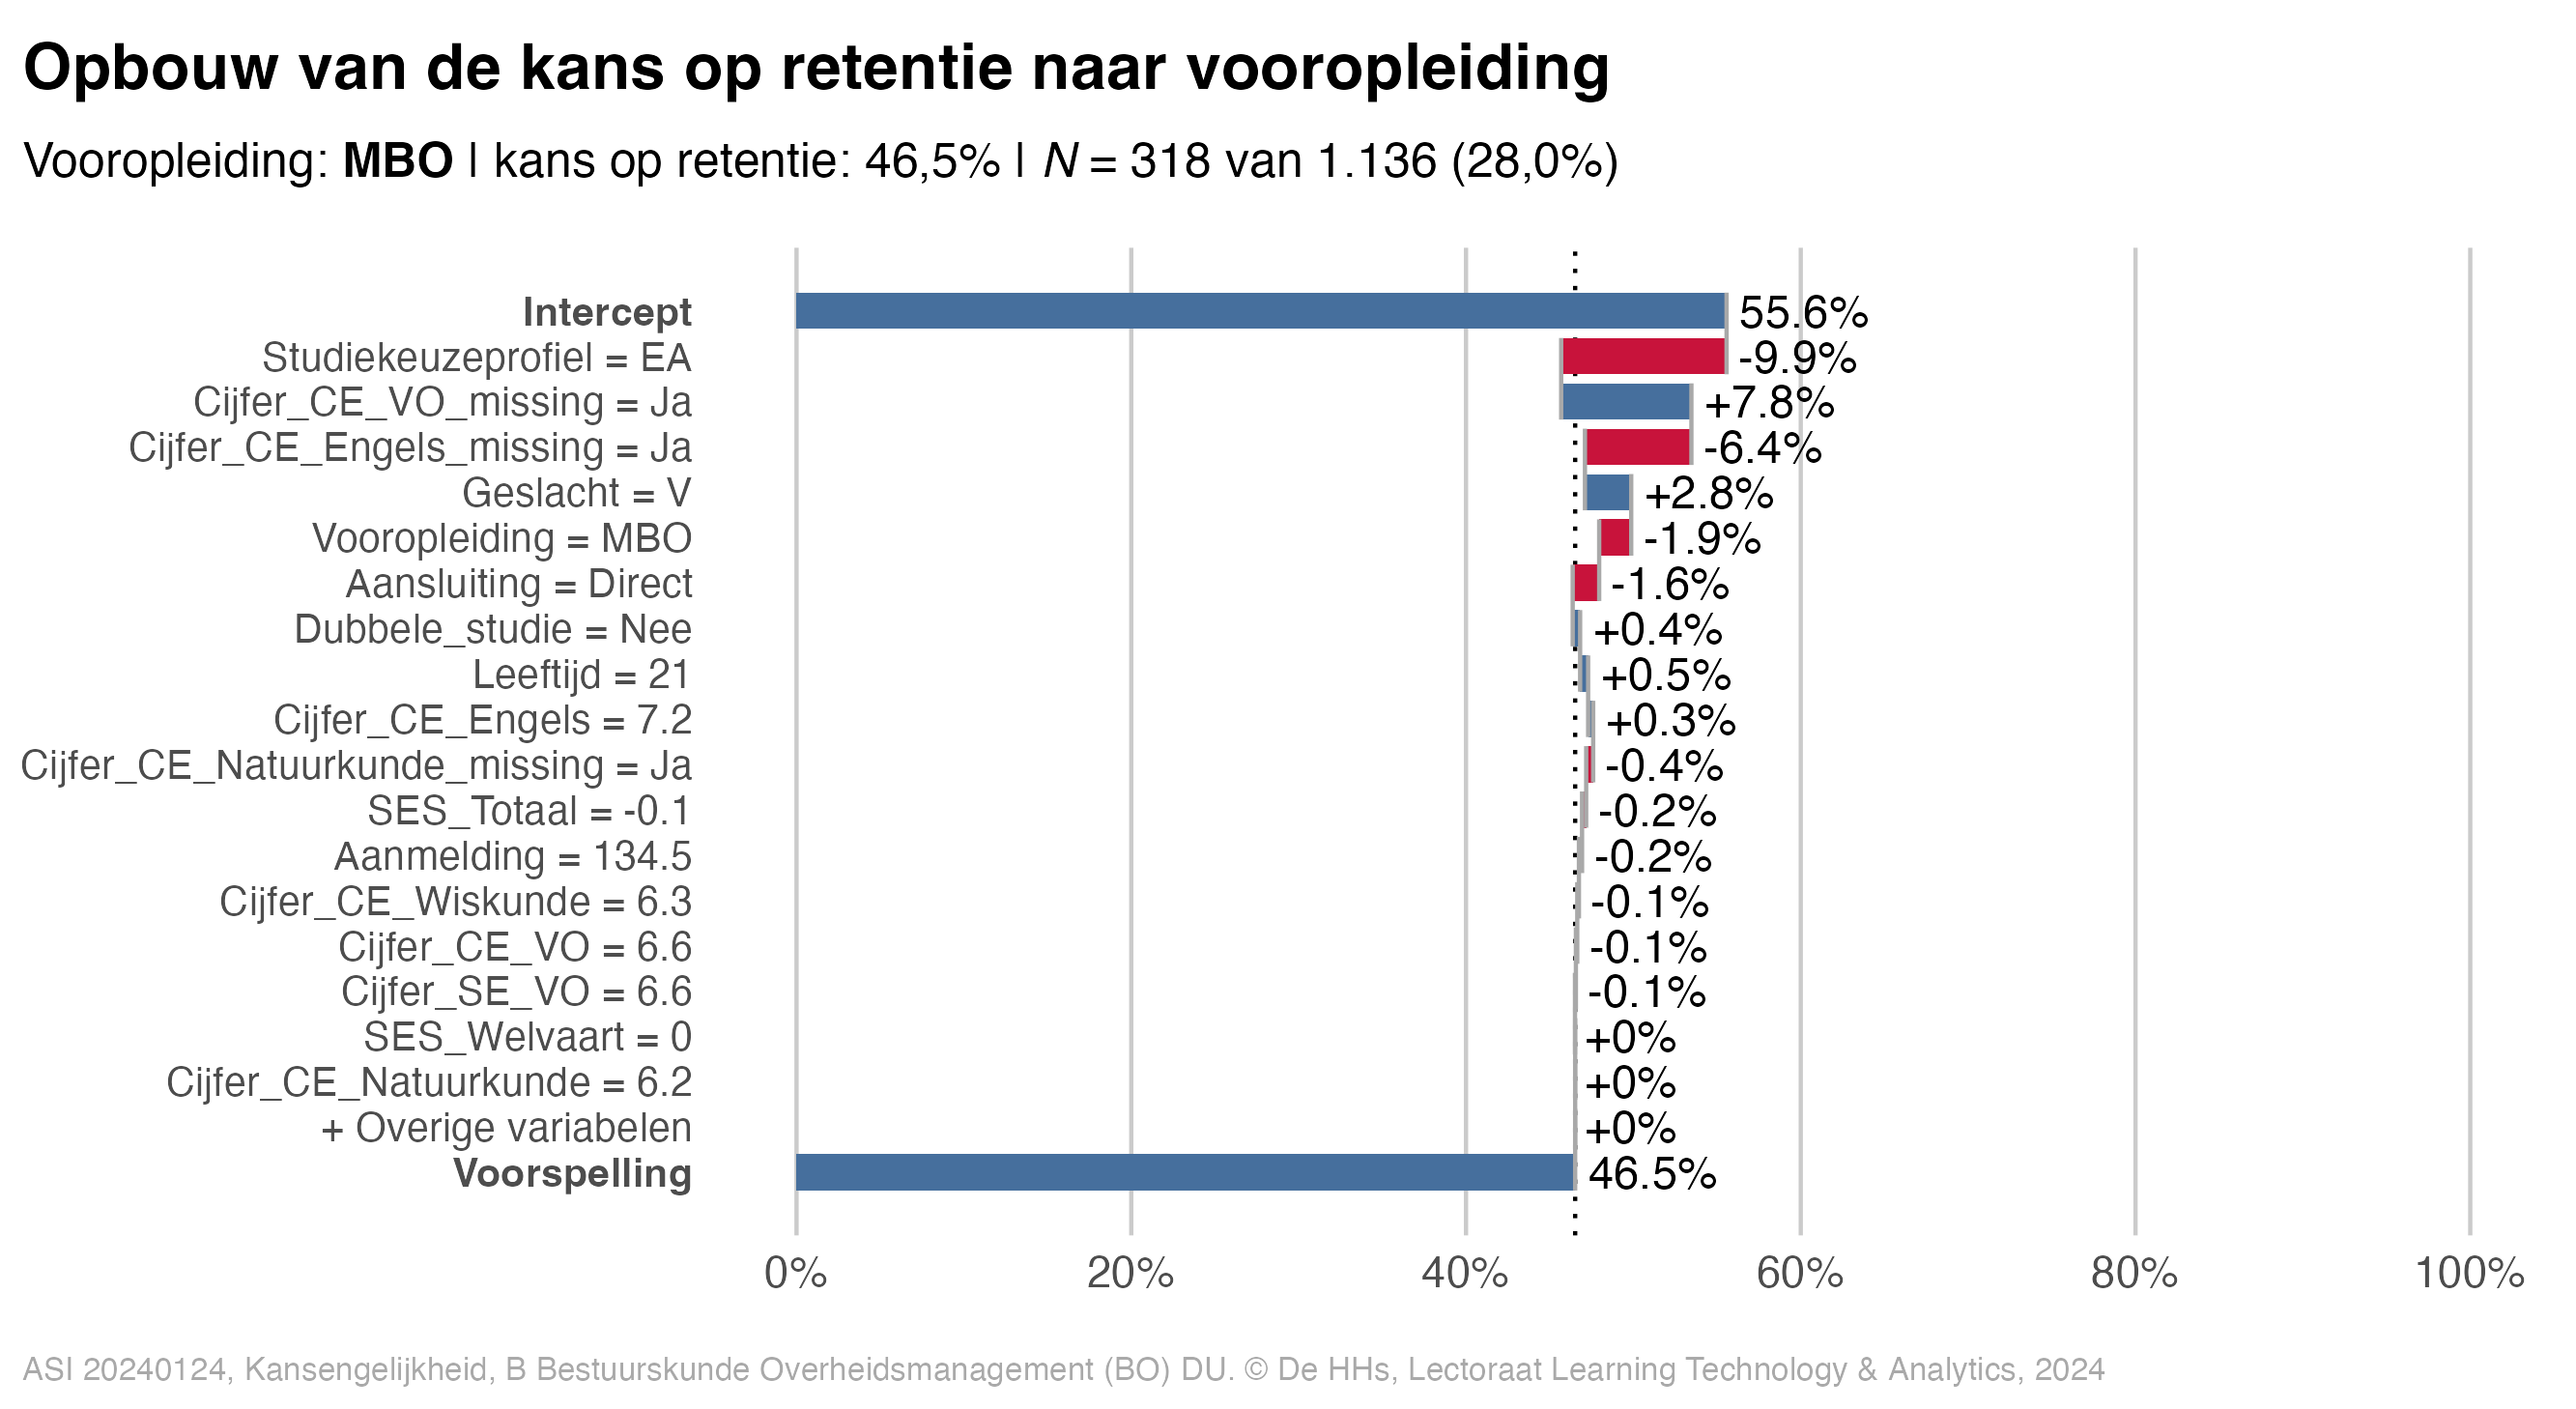 Opbouw van de kans op retentie naar vooropleiding
Vooropleiding: MBO | kans op retentie: 46,5% | N = 318 van 1.136 (28,0%)
Intercept 55.6%
Studiekeuzeprofiel = EA -9.9%
Cijfer_CE_VO_missing = Ja +7.8%
Cijfer_CE_Engels_missing = Ja -6.4%
Geslacht = V +2.8%
Vooropleiding = MBO -1.9%
Aansluiting = Direct -1.6%
Dubbele_studie = Nee +0.4%
Leeftijd = 21 +0.5%
Cijfer_CE_Engels = 7.2 +0.3%
Cijfer_CE_Natuurkunde_missing = Ja -0.4%
SES_Totaal = -0.1 -0.2%
Aanmelding = 134.5 -0.2%
Cijfer_CE_Wiskunde = 6.3 -0.1%
Cijfer_CE_VO = 6.6 -0.1%
Cijfer_SE_VO = 6.6 -0.1%
SES_Welvaart = 0 +0%
Cijfer_CE_Natuurkunde = 6.2 +0%
+ Overige variabelen +0%
Voorspelling 46.5%
0% 20% 40% 60% 80% 100%
ASI 20240124, Kansengelijkheid, B Bestuurskunde Overheidsmanagement (BO) DU. © De HHs, Lectoraat Learning Technology & Analytics, 2024